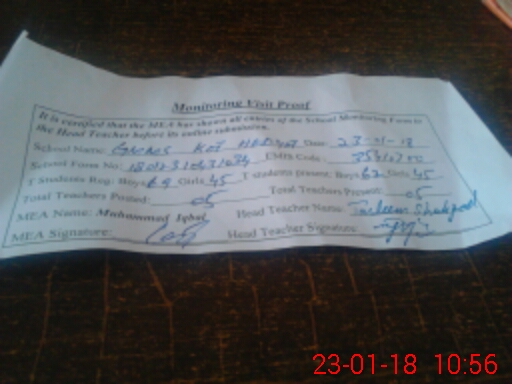 Monitoring Visit Proof
It is certified that the MEA has shown all entries of the School Monitoring Form to
the Head Teacher before its online submission.
School Name: KOT Date: 23-01-18
School Form No: EMIS Code:
T Students Reg: Boys Girls 45 T students present: Boys 62 Girls 45
Total Teachers Posted: 05 Total Teachers Present: 05
MEA Name: Muhammad Iqbal Head Teacher Name:
MEA Signature: Head Teacher Signature:
23-01-18 10:56